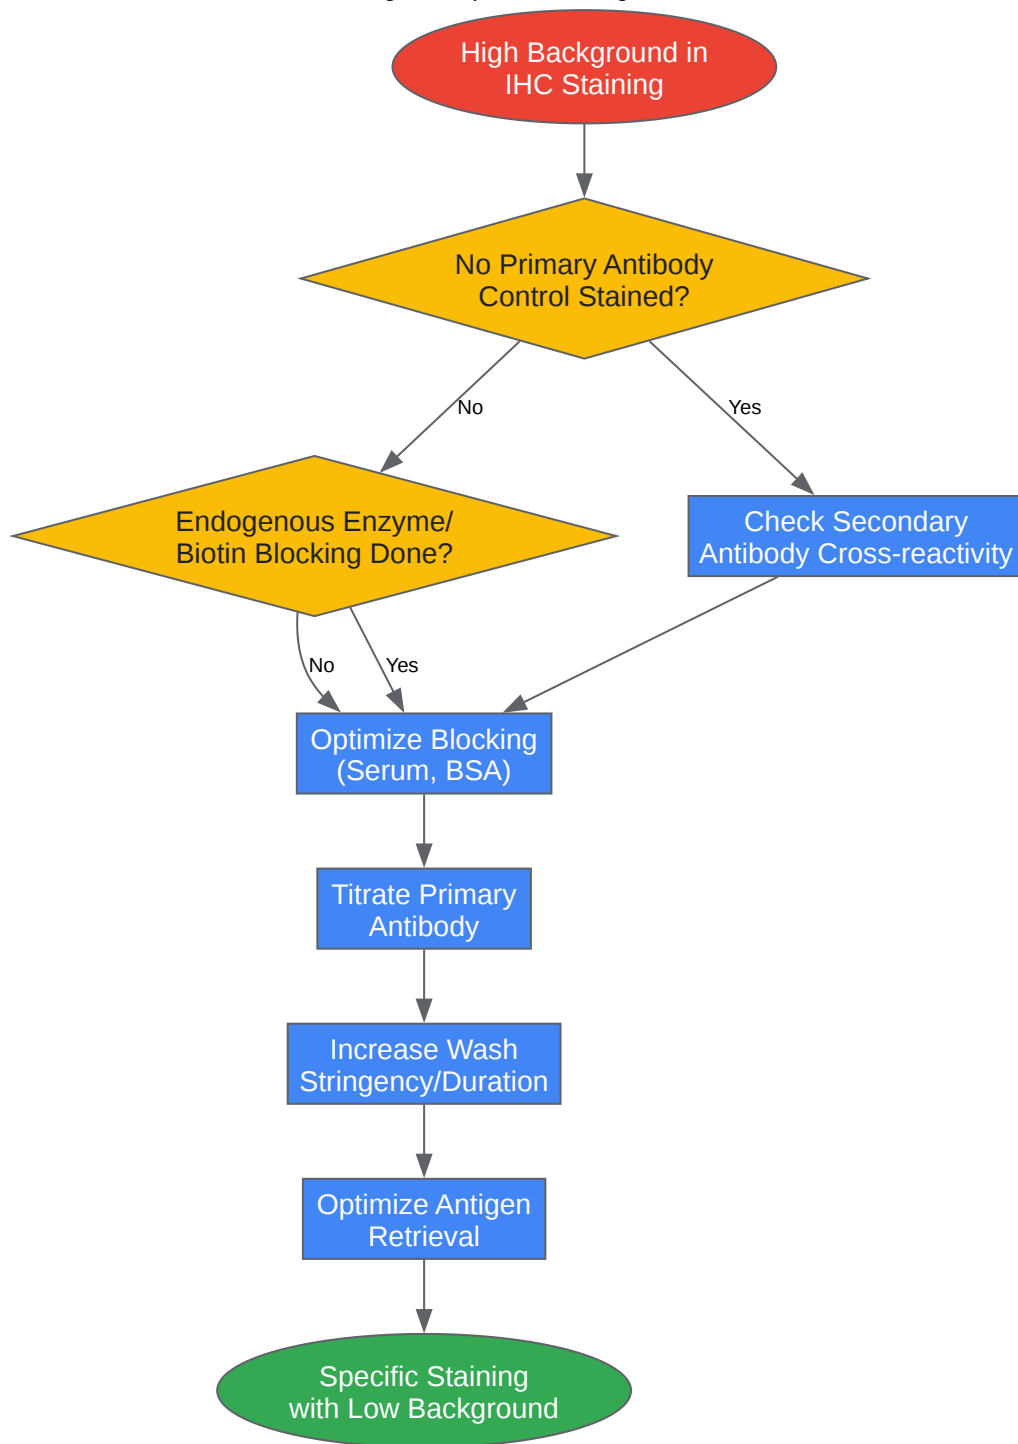 High Background in
IHC Staining
No Primary Antibody
Control Stained?
No
Yes
Endogenous Enzyme/
Biotin Blocking Done?
Check Secondary
Antibody Cross-reactivity
No
Yes
Optimize Blocking
(Serum, BSA)
Titrate Primary
Antibody
Increase Wash
Stringency/Duration
Optimize Antigen
Retrieval
Specific Staining
with Low Background